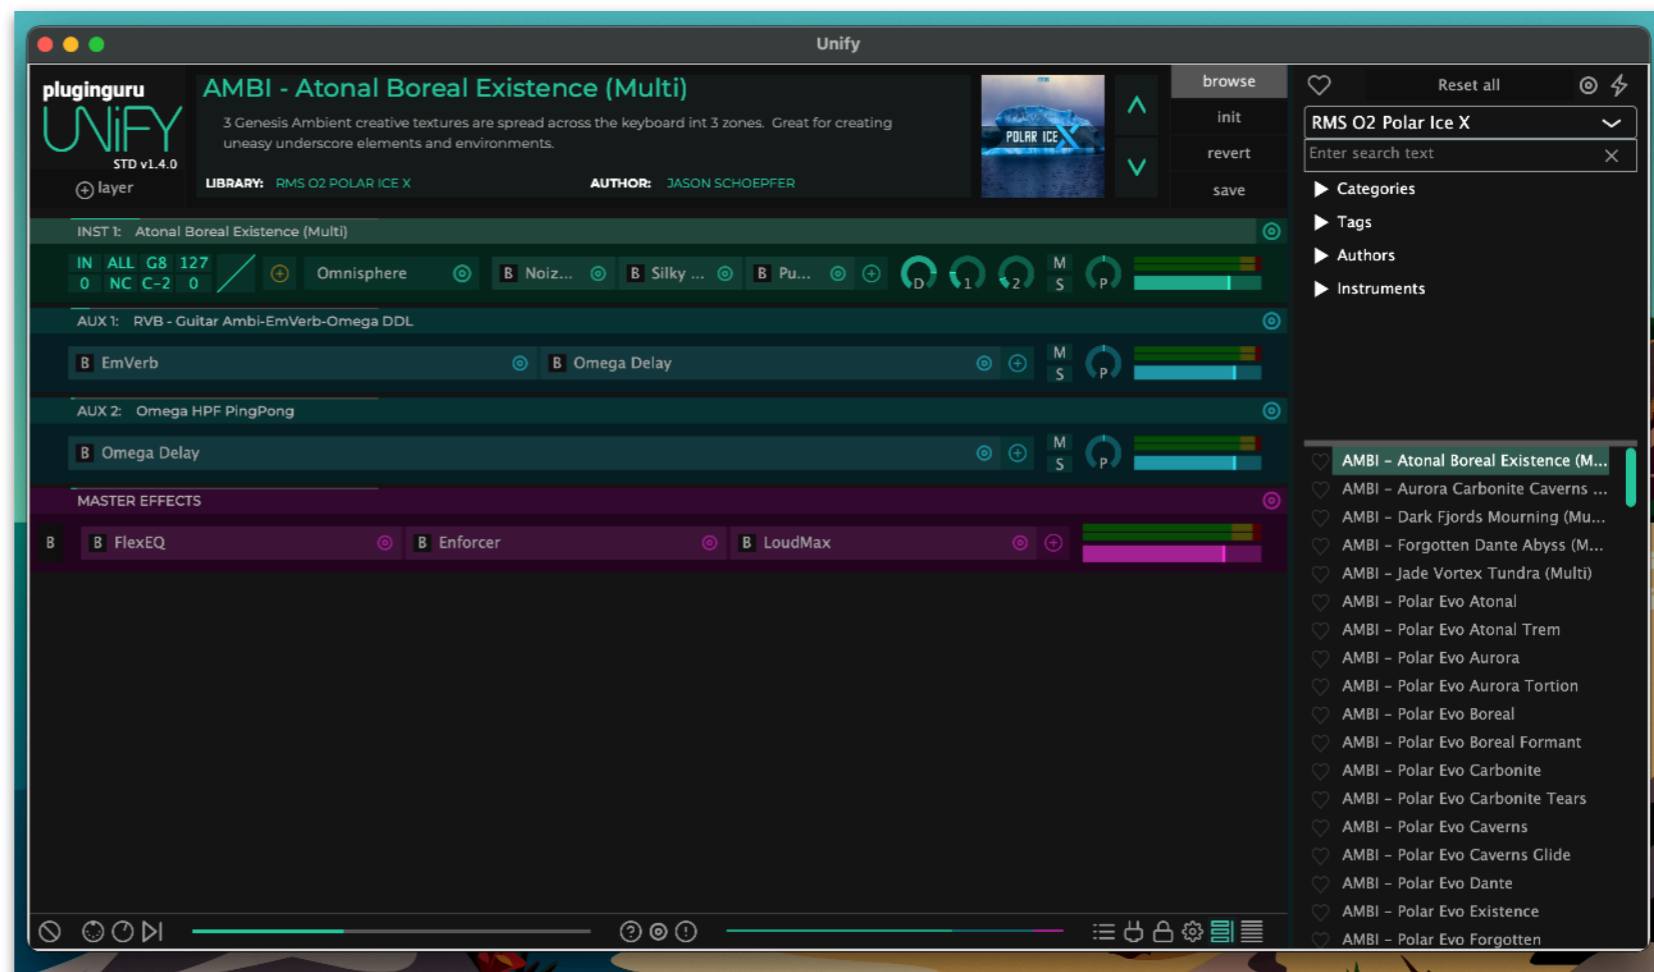 Unify
pluginguru
UNiFY
STD v1.4.0
layer
AMBI - Atonal Boreal Existence (Multi)
3 Genesis Ambient creative textures are spread across the keyboard int 3 zones. Great for creating
uneasy underscore elements and environments.
LIBRARY: RMS O2 POLAR ICE X
AUTHOR: JASON SCHOEPFER
POLAR ICE X
browse
init
revert
save
INST 1: Atonal Boreal Existence (Multi)
IN ALL G8 127
0 NC C-2 0
Omnisphere
B Noiz...
B Silky ...
B Pu...
D 1 2
M
S
P
AUX 1: RVB - Guitar Ambi-EmVerb-Omega DDL
B EmVerb
B Omega Delay
M
S
P
AUX 2: Omega HPF PingPong
B Omega Delay
M
S
P
MASTER EFFECTS
B
B FlexEQ
B Enforcer
B LoudMax
Reset all
RMS O2 Polar Ice X
Enter search text
Categories
Tags
Authors
Instruments
AMBI - Atonal Boreal Existence (M...
AMBI - Aurora Carbonite Caverns ...
AMBI - Dark Fjords Mourning (Mu...
AMBI - Forgotten Dante Abyss (M...
AMBI - Jade Vortex Tundra (Multi)
AMBI - Polar Evo Atonal
AMBI - Polar Evo Atonal Trem
AMBI - Polar Evo Aurora
AMBI - Polar Evo Aurora Tortion
AMBI - Polar Evo Boreal
AMBI - Polar Evo Boreal Formant
AMBI - Polar Evo Carbonite
AMBI - Polar Evo Carbonite Tears
AMBI - Polar Evo Caverns
AMBI - Polar Evo Caverns Glide
AMBI - Polar Evo Dante
AMBI - Polar Evo Existence
AMBI - Polar Evo Forgotten